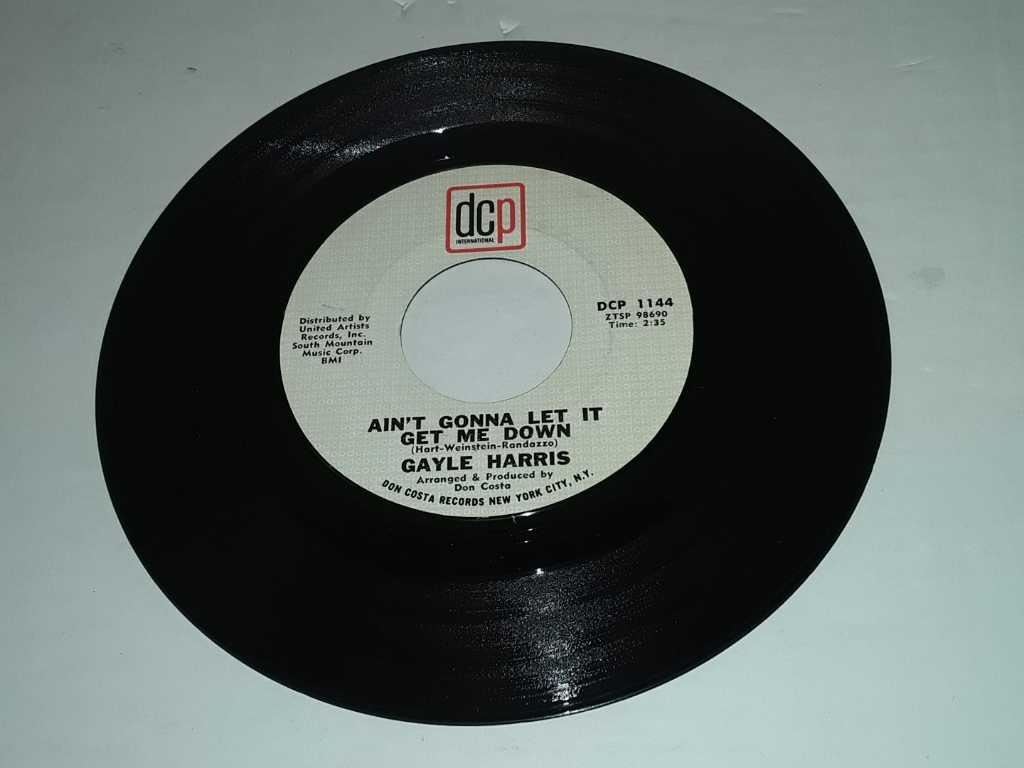 dcp
INTERNATIONAL
Distributed by
United Artists
Records, Inc.
South Mountain
Music Corp.
BMI
DCP 1144
ZTSP 98690
Time: 2:35
AIN'T GONNA LET IT
GET ME DOWN
(Hart-Weinstein-Randazzo)
GAYLE HARRIS
Arranged & Produced by
Don Costa
DON COSTA RECORDS NEW YORK CITY, N.Y.